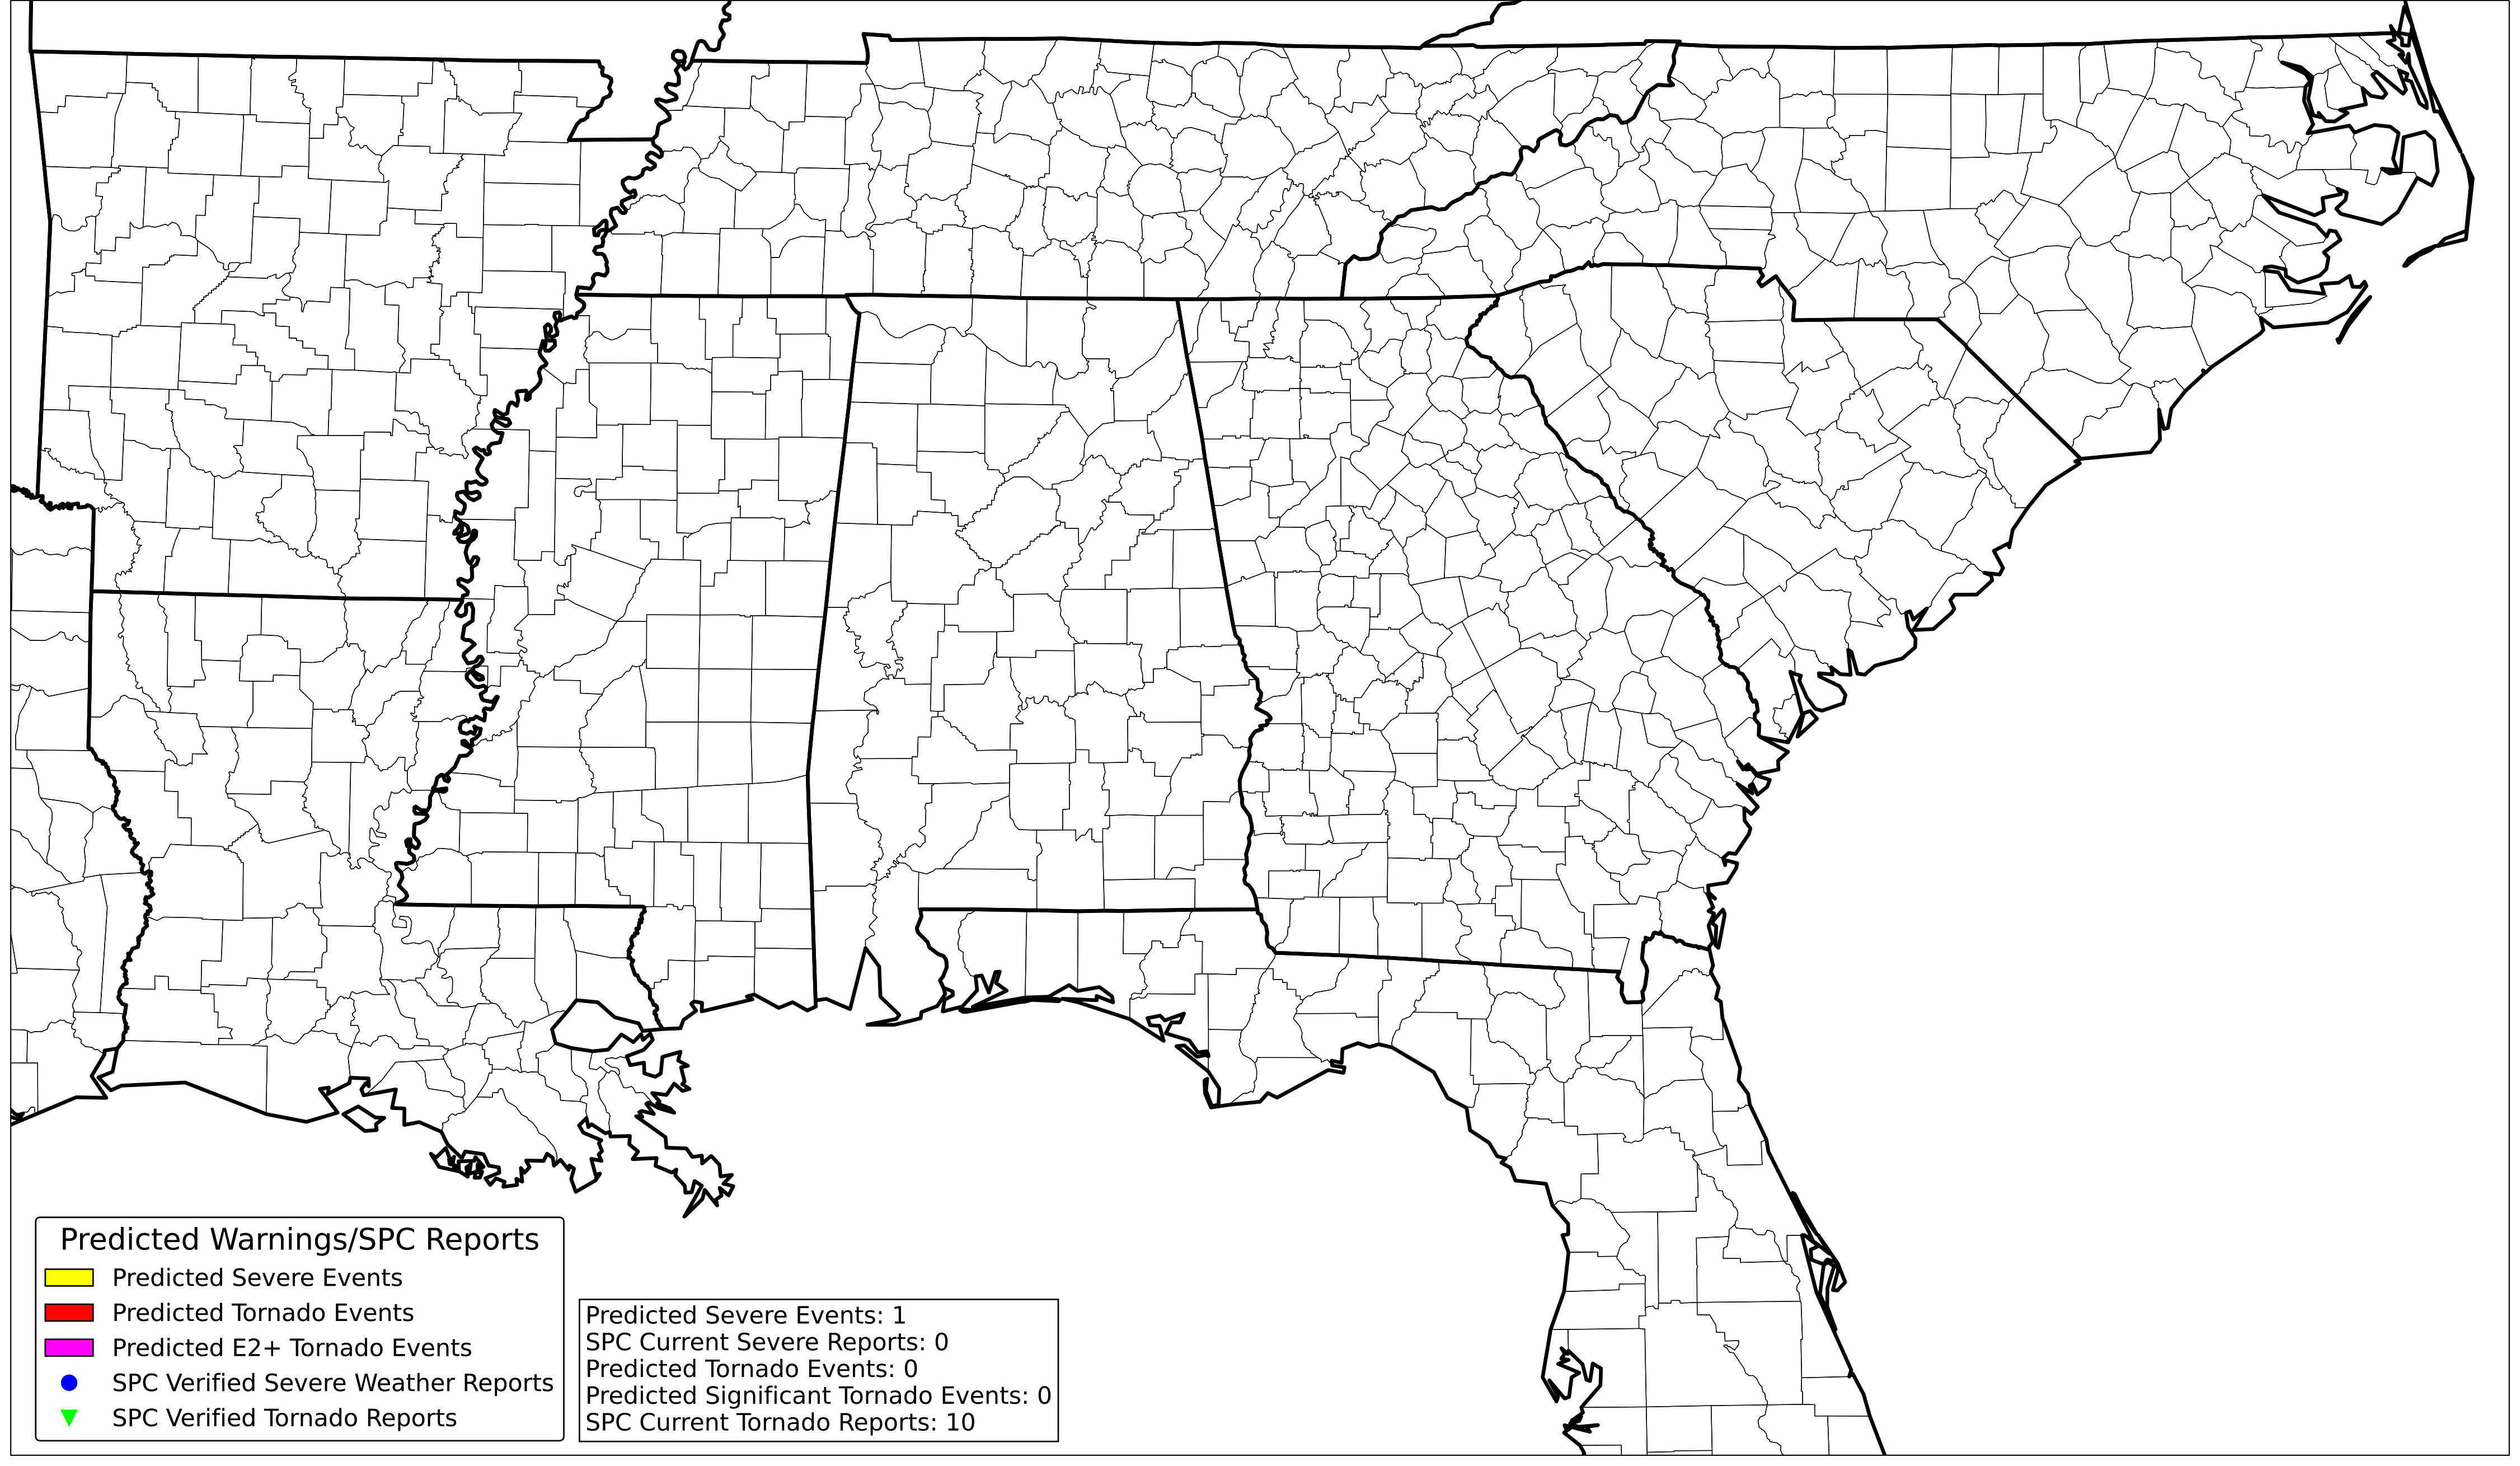 Predicted Warnings/SPC Reports
Predicted Severe Events
Predicted Tornado Events
Predicted E2+ Tornado Events
SPC Verified Severe Weather Reports
SPC Verified Tornado Reports
Predicted Severe Events: 1
SPC Current Severe Reports: 0
Predicted Tornado Events: 0
Predicted Significant Tornado Events: 0
SPC Current Tornado Reports: 10